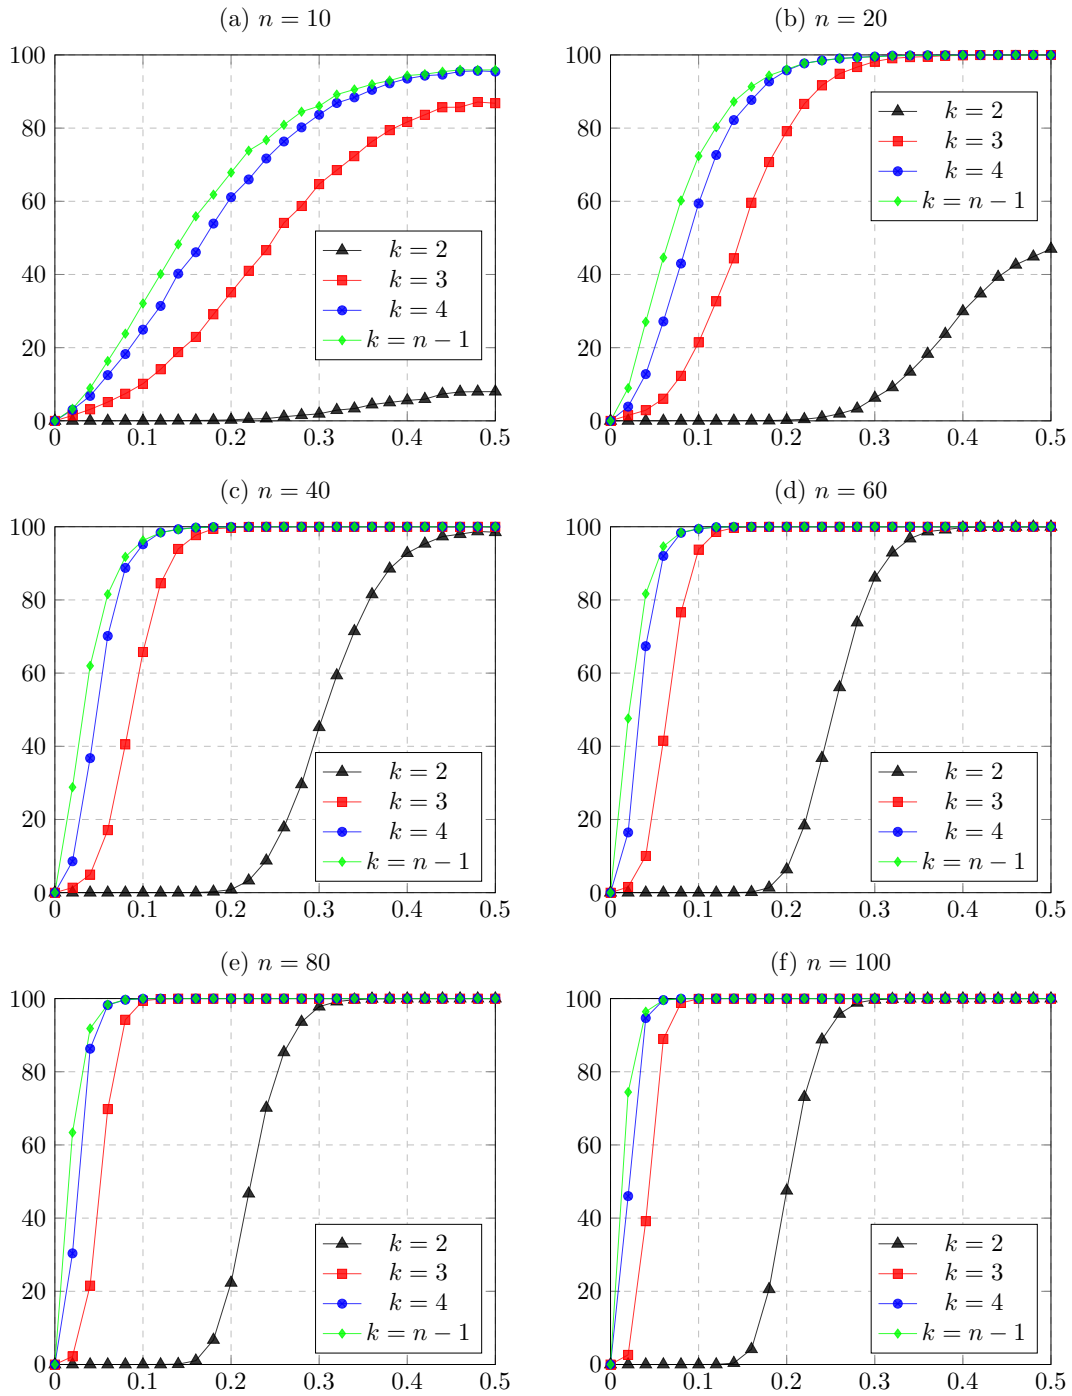 (a) n = 10
100
80
60
40
20
0
0 0.1 0.2 0.3 0.4 0.5
k = 2
k = 3
k = 4
k = n − 1
(b) n = 20
100
80
60
40
20
0
0 0.1 0.2 0.3 0.4 0.5
k = 2
k = 3
k = 4
k = n − 1
(c) n = 40
100
80
60
40
20
0
0 0.1 0.2 0.3 0.4 0.5
k = 2
k = 3
k = 4
k = n − 1
(d) n = 60
100
80
60
40
20
0
0 0.1 0.2 0.3 0.4 0.5
k = 2
k = 3
k = 4
k = n − 1
(e) n = 80
100
80
60
40
20
0
0 0.1 0.2 0.3 0.4 0.5
k = 2
k = 3
k = 4
k = n − 1
(f) n = 100
100
80
60
40
20
0
0 0.1 0.2 0.3 0.4 0.5
k = 2
k = 3
k = 4
k = n − 1